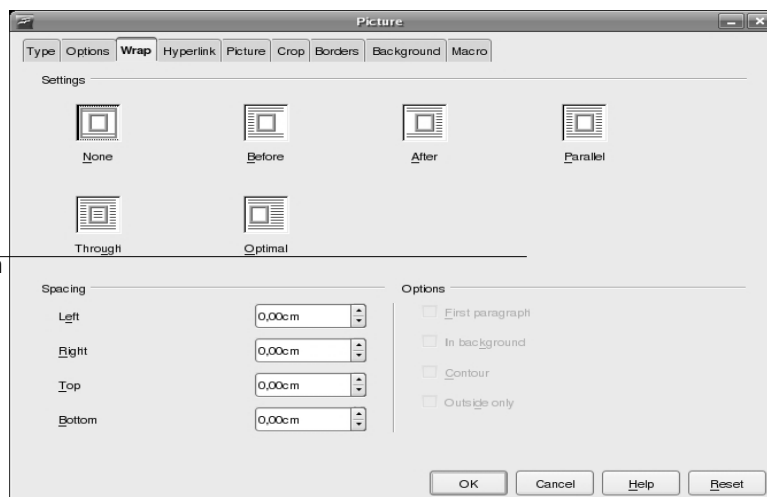 Picture
Type Options Wrap Hyperlink Picture Crop Borders Background Macro
Settings
None Before After Parallel
Through Optimal
Spacing Options
Left 0,00cm First paragraph
Right 0,00cm In background
Top 0,00cm Contour
Bottom 0,00cm Outside only
OK Cancel Help Reset